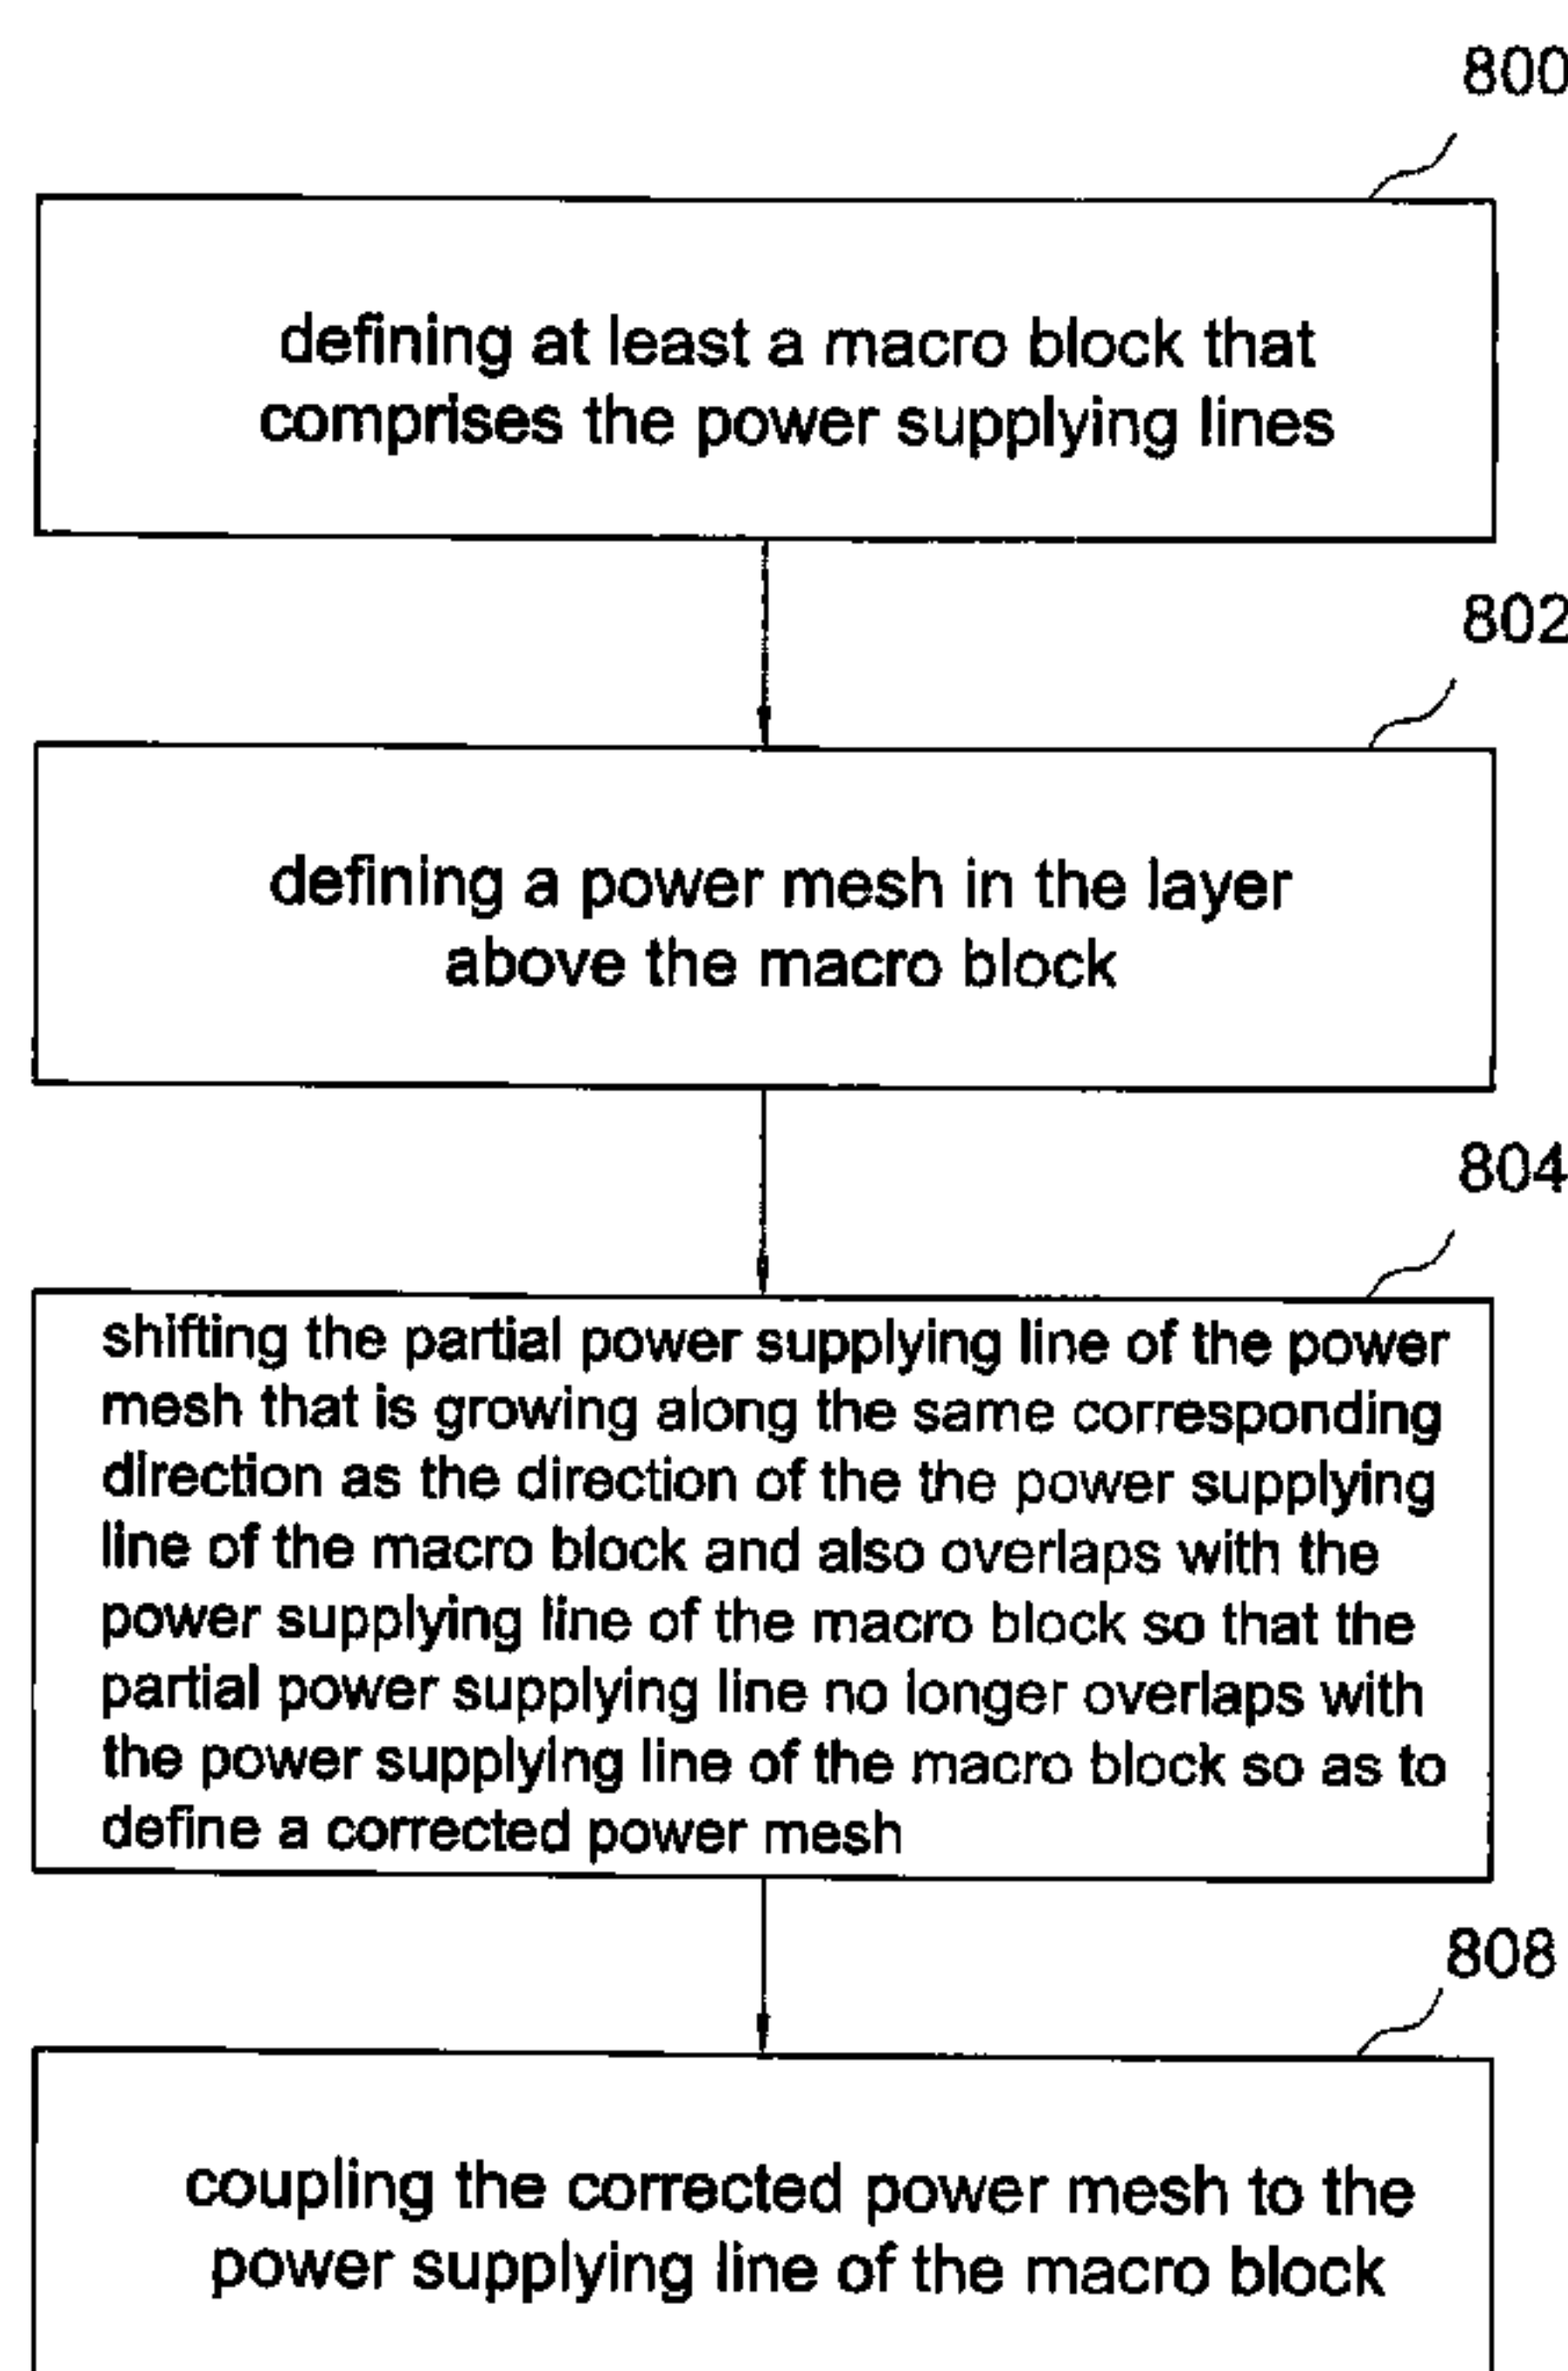 800
defining at least a macro block that
comprises the power supplying lines
802
defining a power mesh in the layer
above the macro block
804
shifting the partial power supplying line of the power
mesh that is growing along the same corresponding
direction as the direction of the the power supplying
line of the macro block and also overlaps with the
power supplying line of the macro block so that the
partial power supplying line no longer overlaps with
the power supplying line of the macro block so as to
define a corrected power mesh
808
coupling the corrected power mesh to the
power supplying line of the macro block